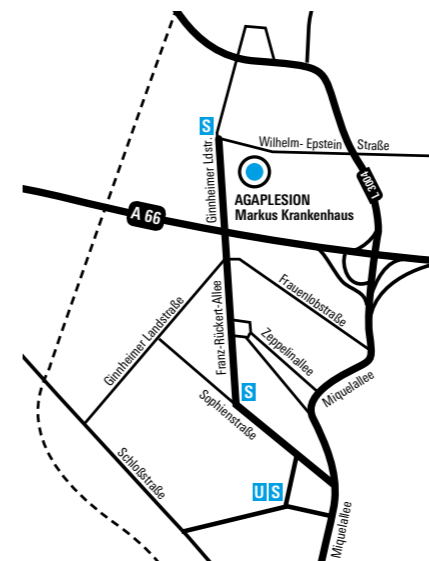 S
Wilhelm- Epstein Straße
Ginnheimer Ldstr.
L 3004
AGAPLESION
Markus Krankenhaus
A 66
Frauenlobstraße
Ginnheimer Landstraße
Franz-Rückert-Allee
Zeppelinallee
Miquelallee
S
Sophienstraße
Schloßstraße
U S
Miquelallee